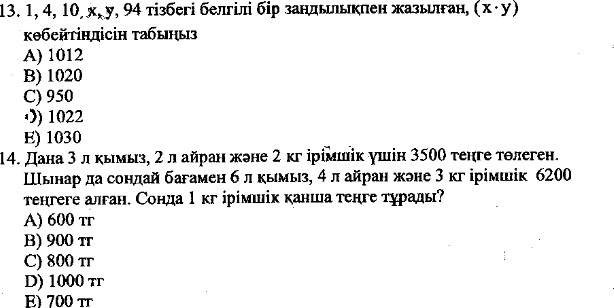 13. 1, 4, 10, x, y, 94 тізбегі белгілі бір заңдылықпен жазылған, (x·y)
көбейтіндісін табыңыз
A) 1012
B) 1020
C) 950
D) 1022
E) 1030
14. Дана 3 л қымыз, 2 л айран және 2 кг ірімшік үшін 3500 теңге төлеген.
Шынар да сондай бағамен 6 л қымыз, 4 л айран және 3 кг ірімшік 6200
теңгеге алған. Сонда 1 кг ірімшік қанша теңге тұрады?
A) 600 тг
B) 900 тг
C) 800 тг
D) 1000 тг
E) 700 тг